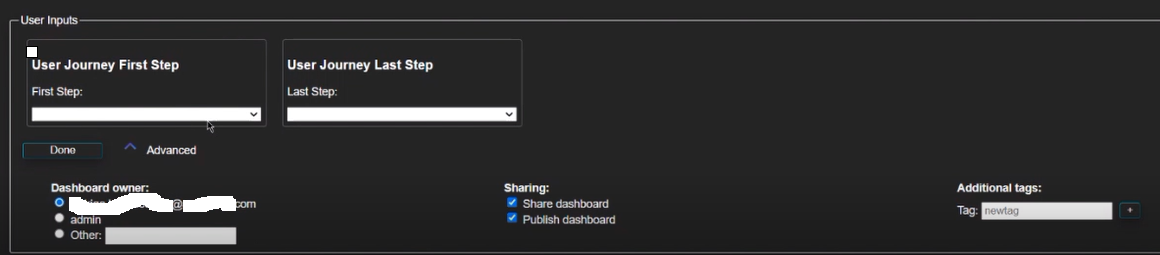 User Inputs
User Journey First Step
First Step:
User Journey Last Step
Last Step:
Done
Advanced
Dashboard owner:
@ com
admin
Other:
Sharing:
Share dashboard
Publish dashboard
Additional tags:
Tag: newtag +